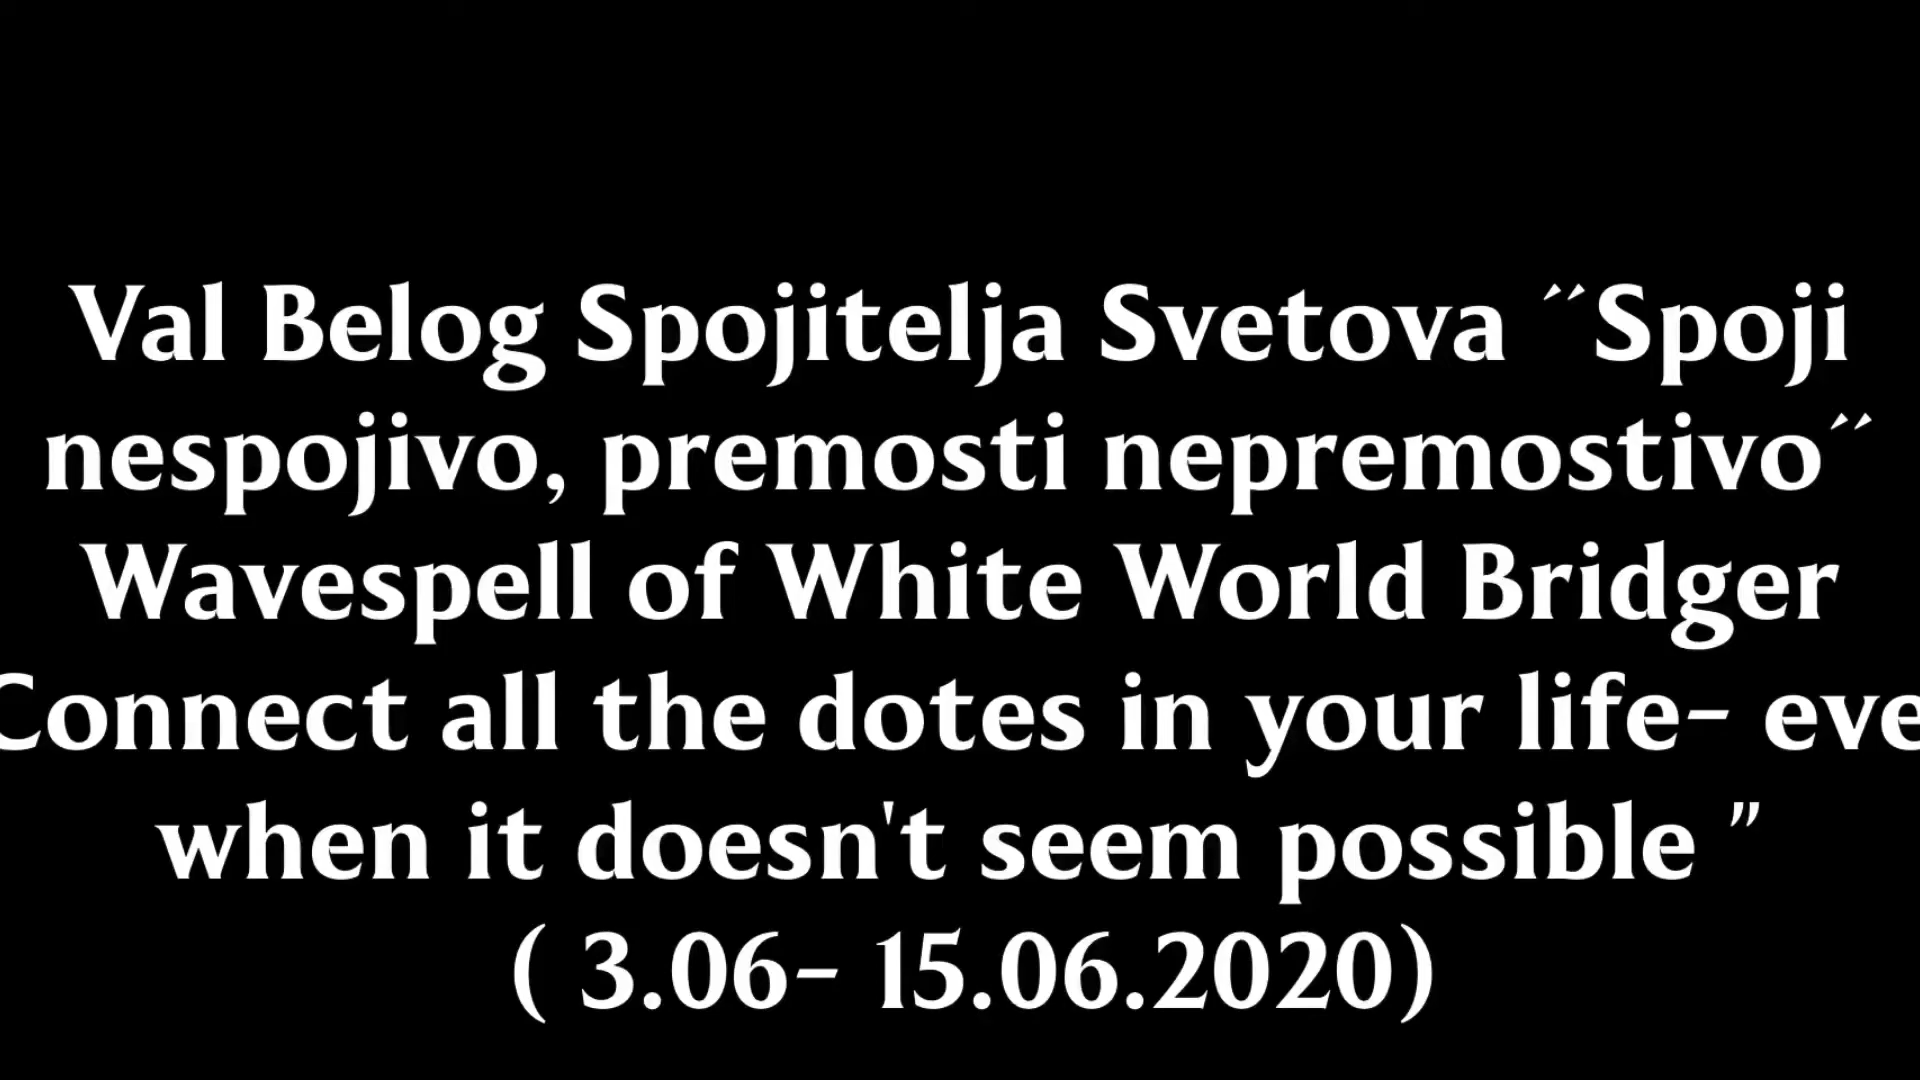 Val Belog Spojitelja Svetova ´´Spoji
nespojivo, premosti nepremostivo´´
Wavespell of White World Bridger
Connect all the dotes in your life- eve
when it doesn't seem possible ”
( 3.06- 15.06.2020)